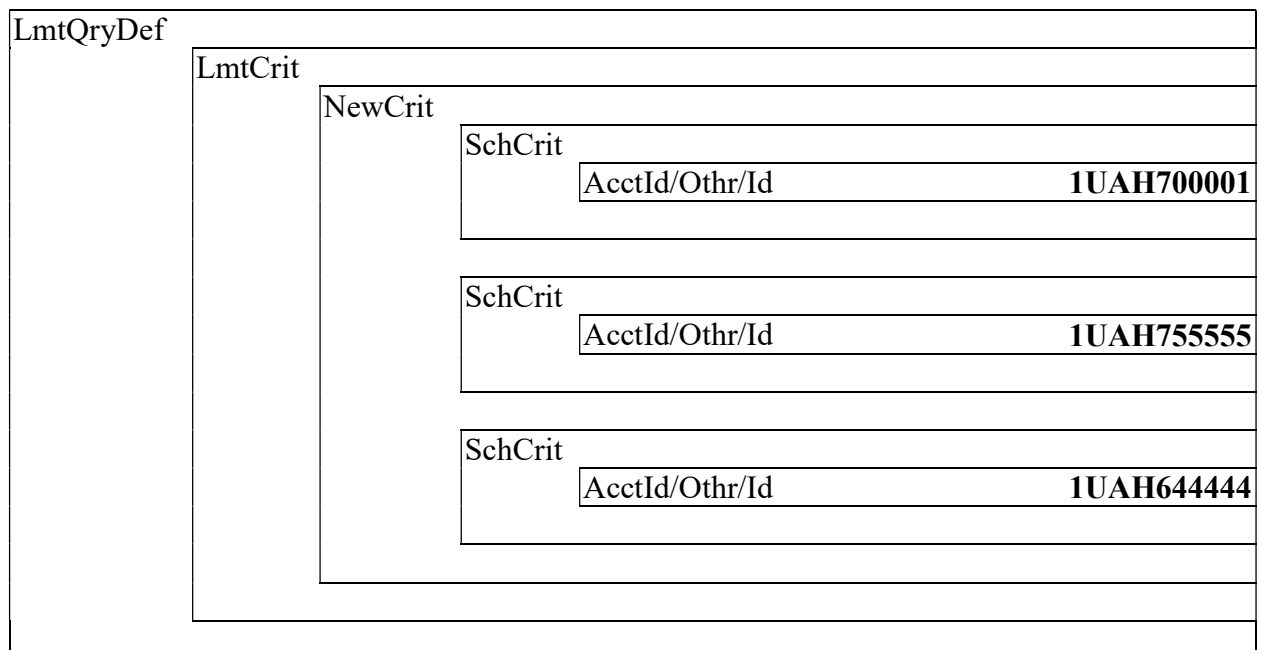 LmtQryDef
LmtCrit
NewCrit
SchCrit
AcctId/Othr/Id 1UAH700001
SchCrit
AcctId/Othr/Id 1UAH755555
SchCrit
AcctId/Othr/Id 1UAH644444